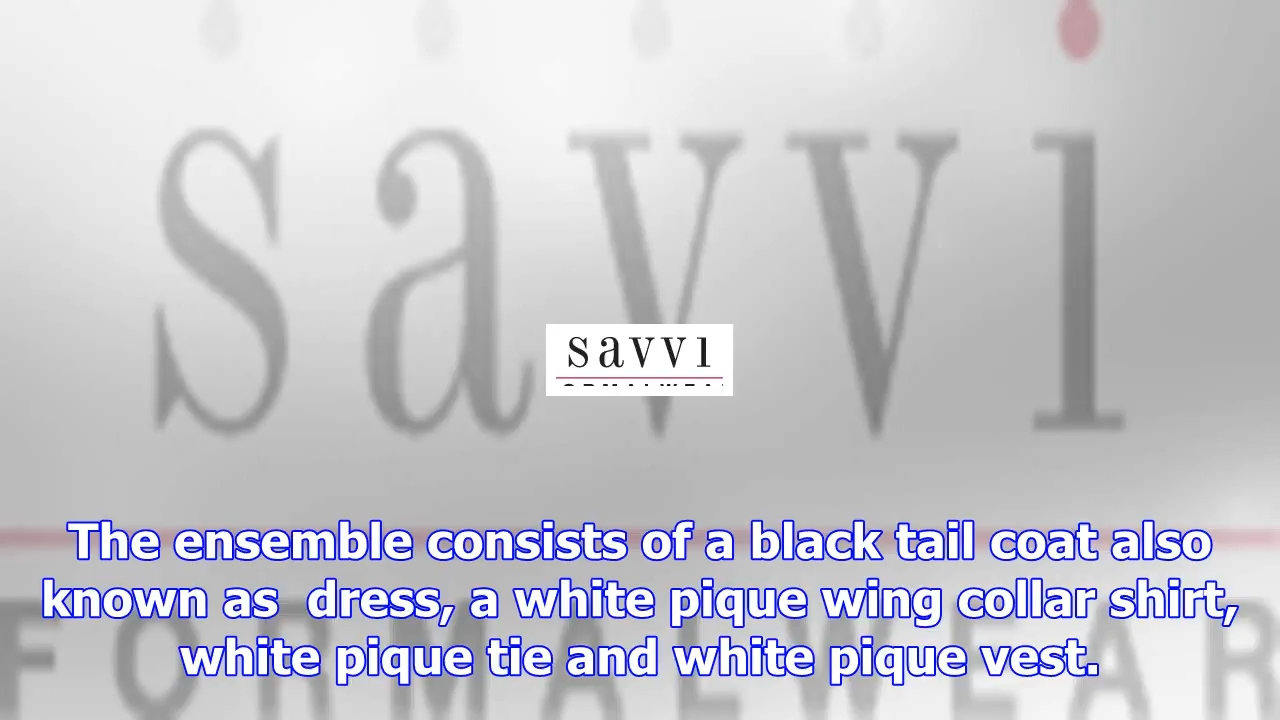 savvi
savvi
The ensemble consists of a black tail coat also
known as  dress, a white pique wing collar shirt,
white pique tie and white pique vest.
FORMALWEAR